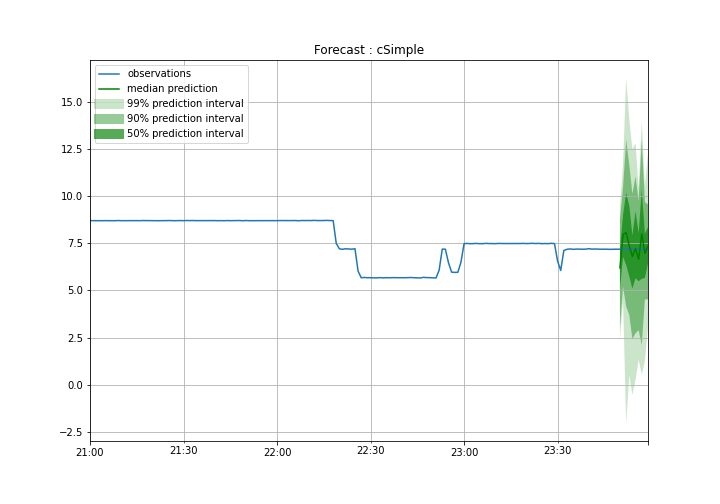 Forecast : cSimple
observations
median prediction
99% prediction interval
90% prediction interval
50% prediction interval
15.0
12.5
10.0
7.5
5.0
2.5
0.0
−2.5
21:00
21:30
22:00
22:30
23:00
23:30